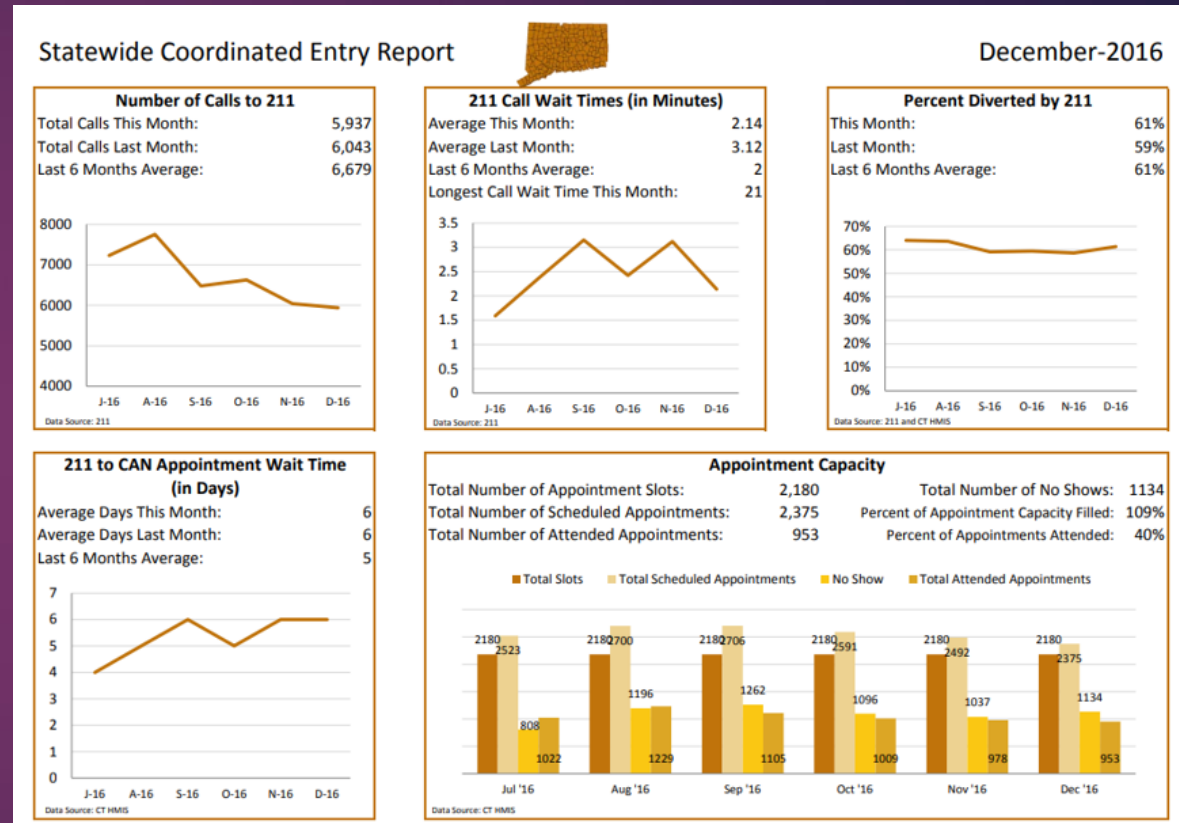 Statewide Coordinated Entry Report
December-2016
Number of Calls to 211
Total Calls This Month: 5,937
Total Calls Last Month: 6,043
Last 6 Months Average: 6,679
8000
7000
6000
5000
4000
J-16 A-16 S-16 O-16 N-16 D-16
Data Source: 211
211 Call Wait Times (in Minutes)
Average This Month: 2.14
Average Last Month: 3.12
Last 6 Months Average: 2
Longest Call Wait Time This Month: 21
3.5
3
2.5
2
1.5
1
0.5
0
J-16 A-16 S-16 O-16 N-16 D-16
Data Source: 211
Percent Diverted by 211
This Month: 61%
Last Month: 59%
Last 6 Months Average: 61%
70%
60%
50%
40%
30%
20%
10%
0%
J-16 A-16 S-16 O-16 N-16 D-16
Data Source: 211 and CT HMIS
211 to CAN Appointment Wait Time
(in Days)
Average Days This Month: 6
Average Days Last Month: 6
Last 6 Months Average: 5
7
6
5
4
3
2
1
0
J-16 A-16 S-16 O-16 N-16 D-16
Data Source: CT HMIS
Appointment Capacity
Total Number of Appointment Slots: 2,180 Total Number of No Shows: 1134
Total Number of Scheduled Appointments: 2,375 Percent of Appointment Capacity Filled: 109%
Total Number of Attended Appointments: 953 Percent of Appointments Attended: 40%
Total Slots Total Scheduled Appointments No Show Total Attended Appointments
2180 2523 808 1022
2180 2700 1196 1229
2180 2706 1262 1105
2180 2591 1096 1009
2180 2492 1037 978
2180 2375 1134 953
Jul '16 Aug '16 Sep '16 Oct '16 Nov '16 Dec '16
Data Source: CT HMIS